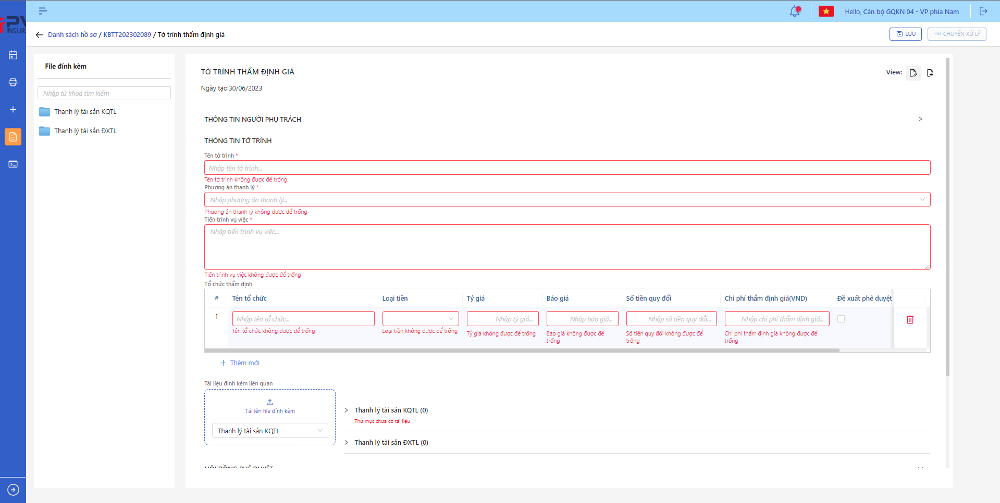 Hello, Cán bộ GQKN 04 - VP phía Nam
INSUR
Danh sách hồ sơ / KBTT202302089 / Tờ trình thẩm định giá
LƯU
CHUYỂN XỬ LÝ
File đính kèm
Nhập từ khoá tìm kiếm
Thanh lý tài sản KQTL
Thanh lý tài sản ĐXTL
TỜ TRÌNH THẨM ĐỊNH GIÁ
View:
Ngày tạo:30/06/2023
THÔNG TIN NGƯỜI PHỤ TRÁCH
THÔNG TIN TỜ TRÌNH
Tên tờ trình *
Nhập tên tờ trình...
Tên tờ trình không được để trống
Phương án thanh lý *
Nhập phương án thanh lý...
Phương án thanh lý không được để trống
Tiến trình vụ việc *
Nhập tiến trình vụ việc...
Tiến trình vụ việc không được để trống
Tổ chức thẩm định
# Tên tổ chức Loại tiền Tỷ giá Báo giá Số tiền quy đổi Chi phí thẩm định giá(VND) Đề xuất phê duyệt
1 Nhập tên tổ chức... Nhập tỷ giá... Nhập báo giá... Nhập số tiền quy đổi... Nhập chi phí thẩm định giá...
Tên tổ chức không được để trống Loại tiền không được để trống Tỷ giá không được để trống Báo giá không được để trống Số tiền quy đổi không được để trống Chi phí thẩm định giá không được để trống
Thêm mới
Tài liệu đính kèm liên quan
Tải lên file đính kèm
Thanh lý tài sản KQTL
Thanh lý tài sản KQTL (0)
Thư mục chưa có tài liệu
Thanh lý tài sản ĐXTL (0)
HỘI ĐỒNG PHÊ DUYỆT